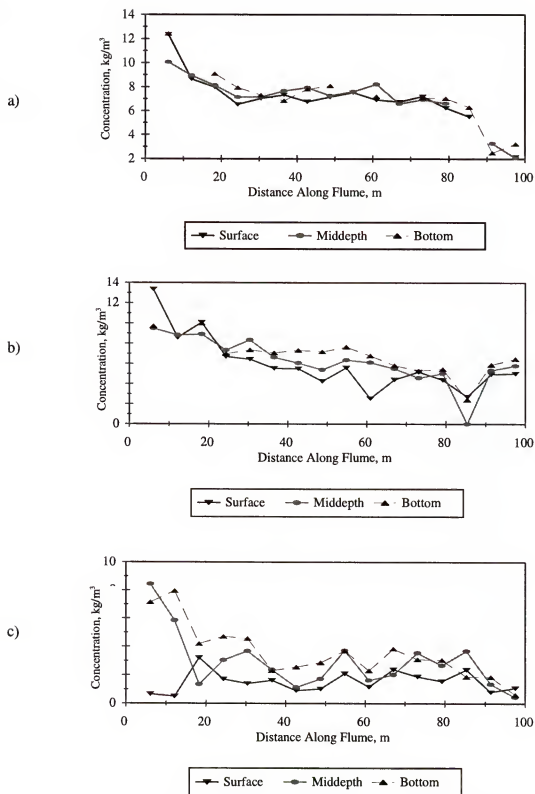 a)
Concentration, kg/m³
14
12
10
8
6
4
2
0 20 40 60 80 100
Distance Along Flume, m
Surface Middepth Bottom
b)
Concentration, kg/m³
14
12
0
0 20 40 60 80 100
Distance Along Flume, m
Surface Middepth Bottom
c)
Concentration, kg/m³
10
0
0 20 40 60 80 100
Distance Along Flume, m
Surface Middepth Bottom